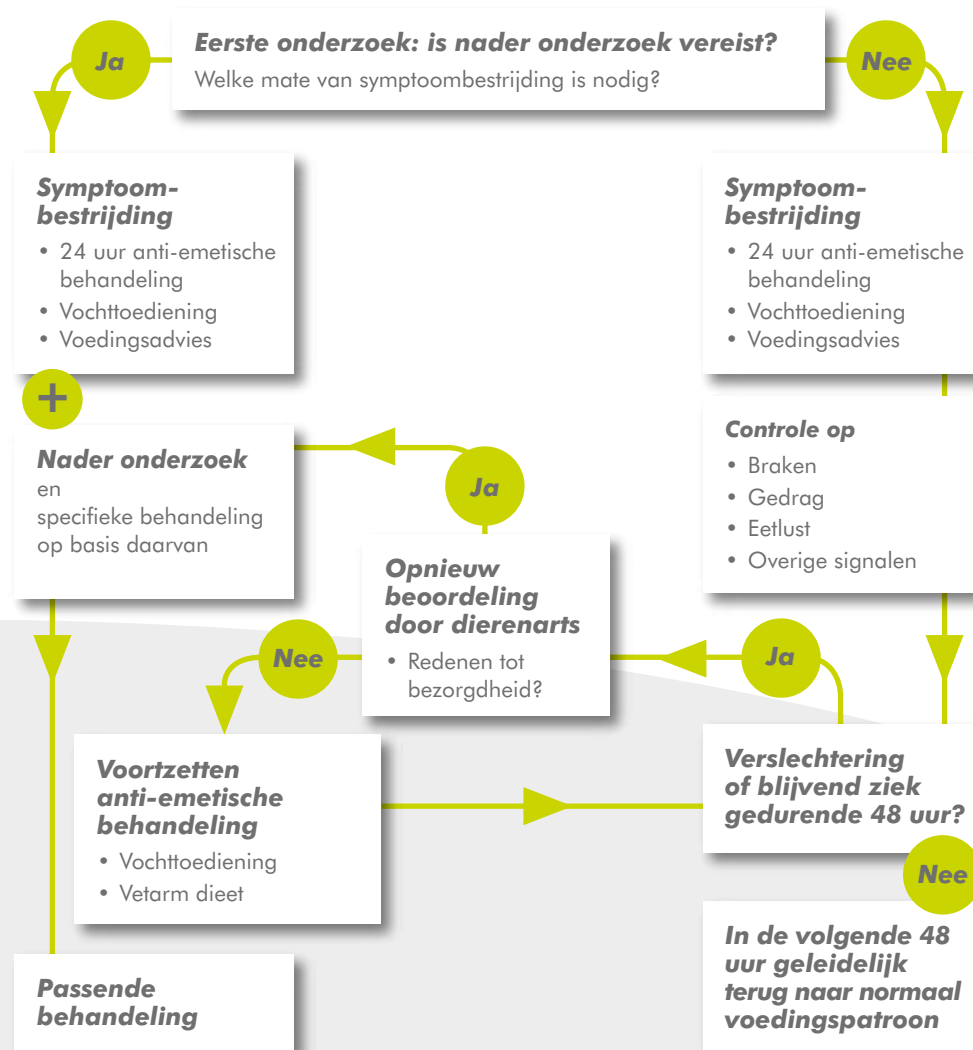 Eerste onderzoek: is nader onderzoek vereist?
Welke mate van symptoombestrijding is nodig?
Ja
Nee
Symptoom-
bestrijding
• 24 uur anti-emetische
behandeling
• Vochttoediening
• Voedingsadvies
+
Nader onderzoek
en
specifieke behandeling
op basis daarvan
Symptoom-
bestrijding
• 24 uur anti-emetische
behandeling
• Vochttoediening
• Voedingsadvies
Controle op
• Braken
• Gedrag
• Eetlust
• Overige signalen
Ja
Opnieuw
beoordeling
door dierenarts
• Redenen tot
bezorgdheid?
Nee
Ja
Voortzetten
anti-emetische
behandeling
• Vochttoediening
• Vetarm dieet
Verslechtering
of blijvend ziek
gedurende 48 uur?
Nee
Passende
behandeling
In de volgende 48
uur geleidelijk
terug naar normaal
voedingspatroon